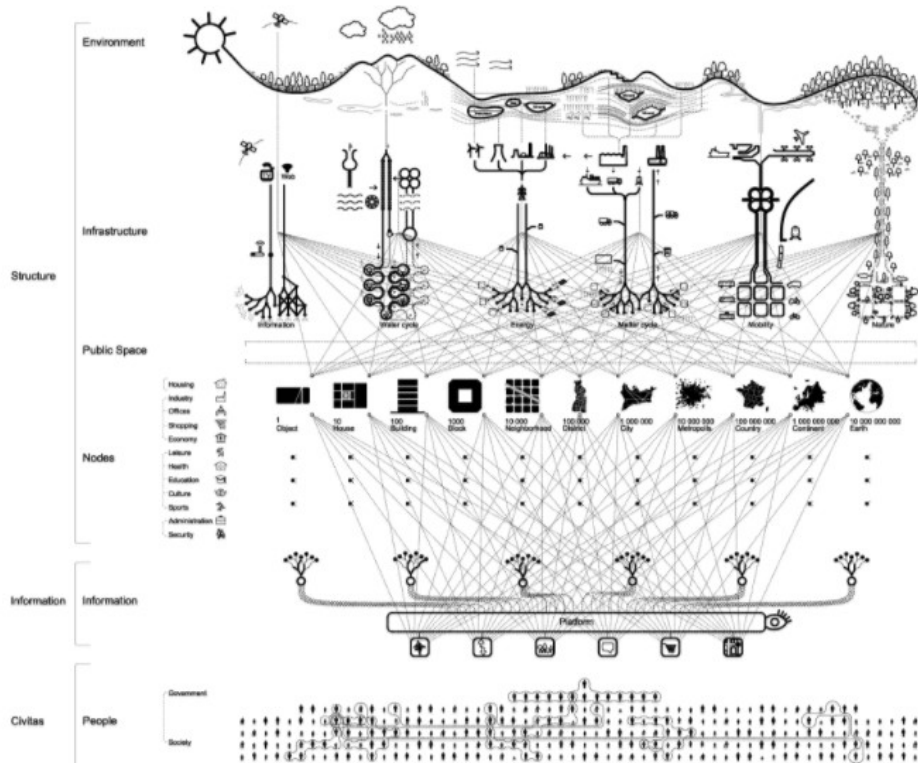 Environment
Web
Infrastructure
Structure
Information
Water cycle
Energy
Matter cycle
Mobility
Nature
Public Space
Housing
Industry
Offices
Shopping
Economy
Leisure
Health
Education
Culture
Sports
Administration
Security
Nodes
1
Object
10
House
100
Building
1000
Block
10 000
Neighborhood
100 000
District
1 000 000
City
10 000 000
Metropolis
100 000 000
Country
1 000 000 000
Continent
10 000 000 000
Earth
Information
Information
Platform
Civitas
People
Government
Society